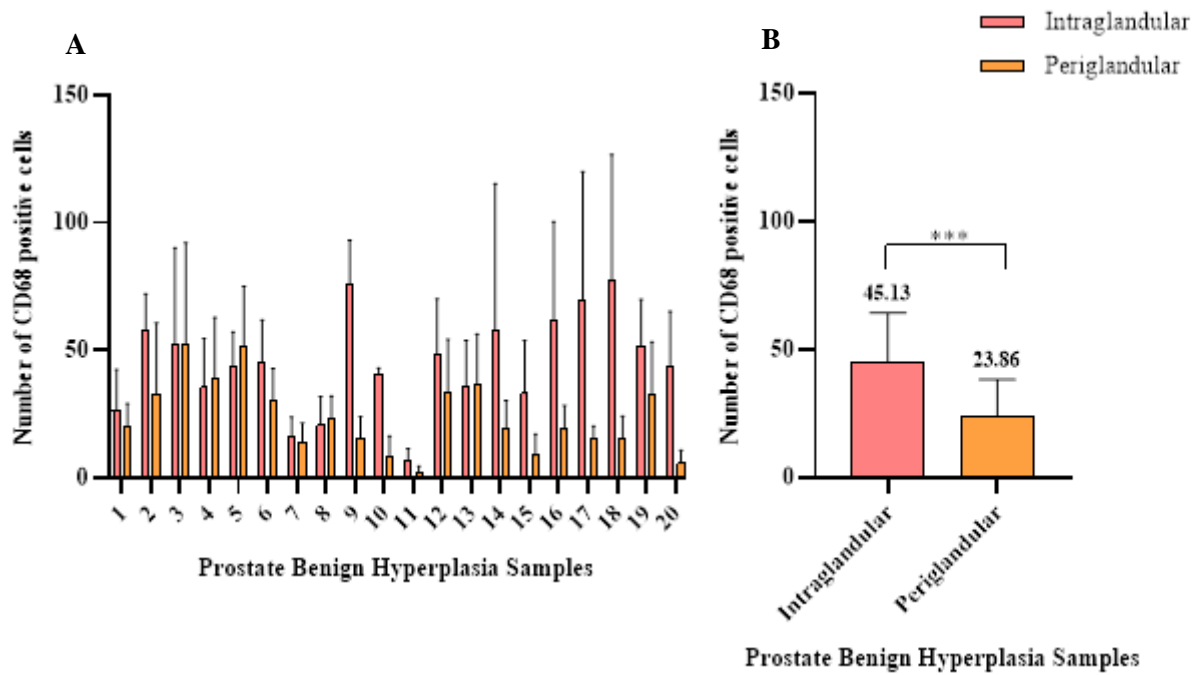 A
Number of CD68 positive cells
150
100
50
0
1 2 3 4 5 6 7 8 9 10 11 12 13 14 15 16 17 18 19 20
Prostate Benign Hyperplasia Samples
B
Intraglandular
Periglandular
Number of CD68 positive cells
150
100
50
0
***
45.13
23.86
Intraglandular
Periglandular
Prostate Benign Hyperplasia Samples